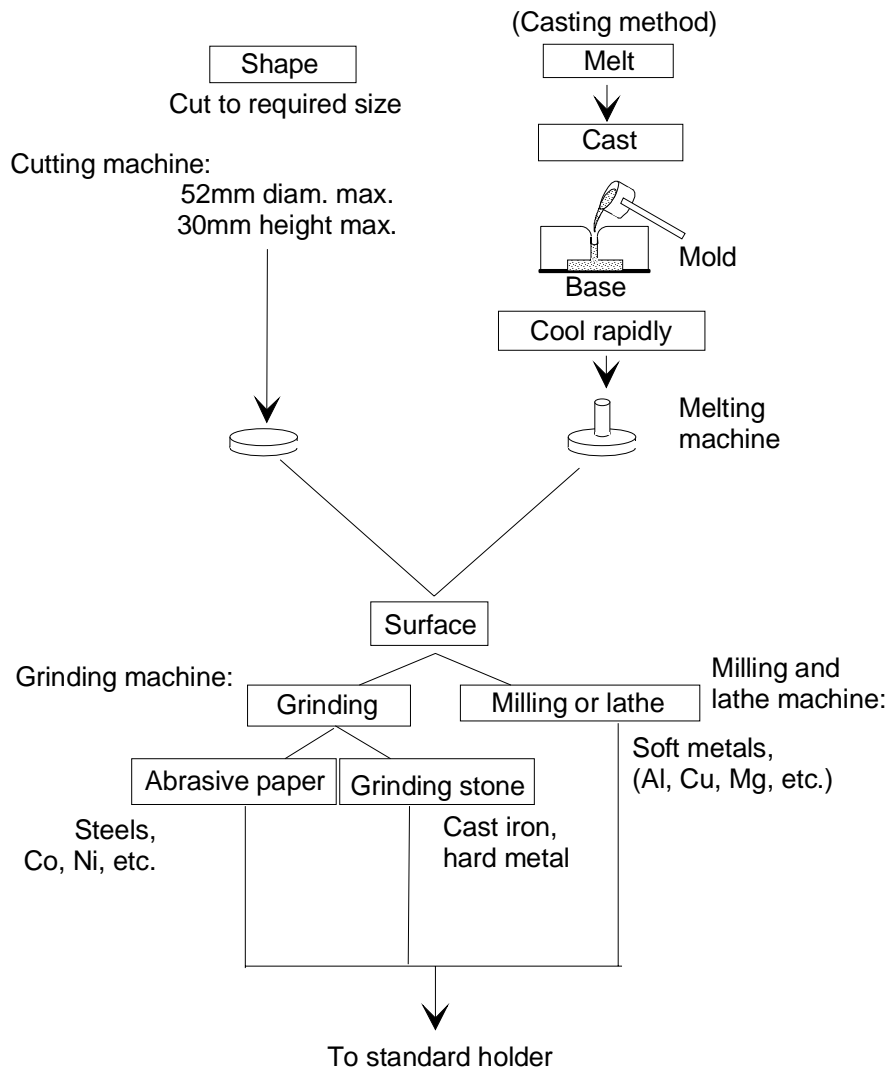 (Casting method)
Shape
Melt
Cut to required size
Cast
Cutting machine:
52mm diam. max.
30mm height max.
Mold
Base
Cool rapidly
Melting
machine
Surface
Grinding machine:
Milling and
lathe machine:
Grinding
Milling or lathe
Soft metals,
(Al, Cu, Mg, etc.)
Abrasive paper
Grinding stone
Steels,
Co, Ni, etc.
Cast iron,
hard metal
To standard holder